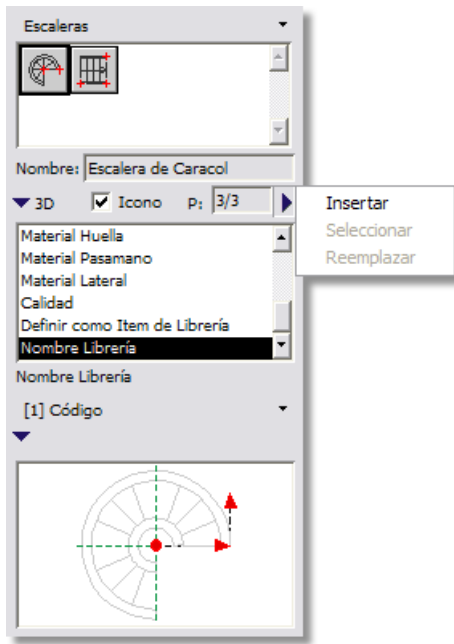 Escaleras
Nombre: Escalera de Caracol
3D Icono P: 3/3
Insertar
Seleccionar
Reemplazar
Material Huella
Material Pasamano
Material Lateral
Calidad
Definir como Item de Librería
Nombre Librería
Nombre Librería
[1] Código